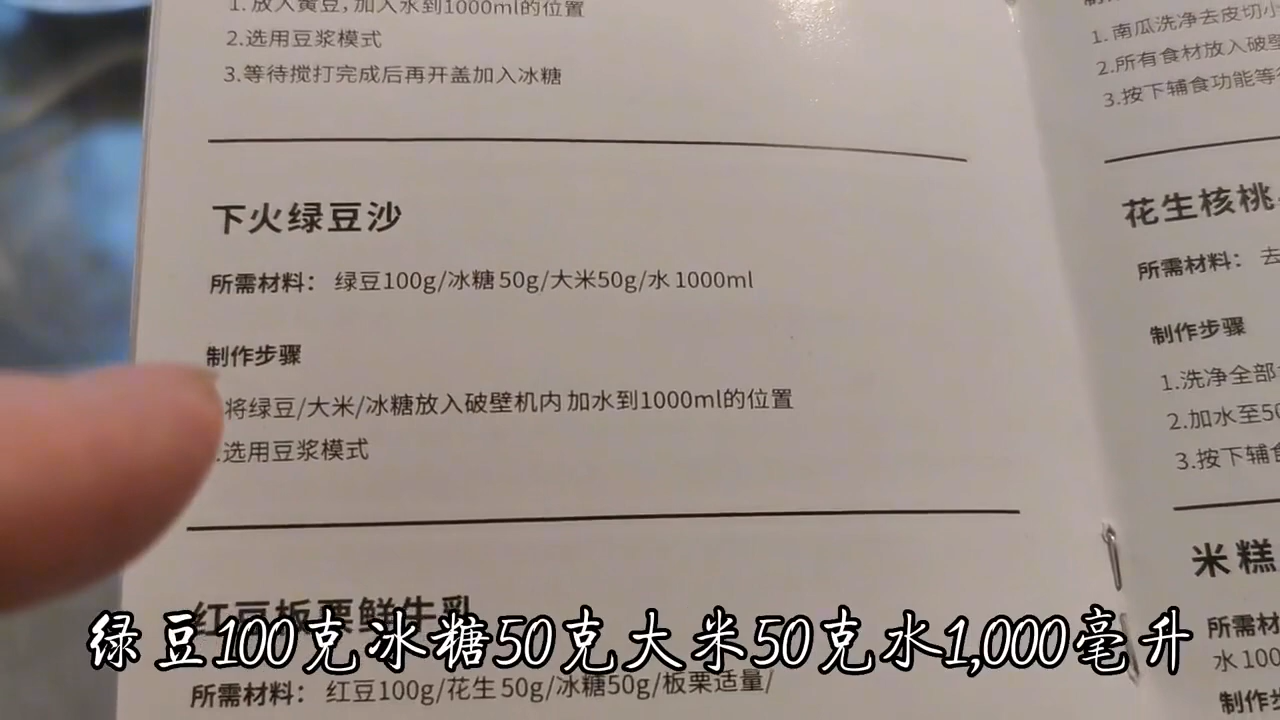 1. 放入黄豆，加入水到1000ml的位置
2.选用豆浆模式
3.等待搅打完成后再开盖加入冰糖
下火绿豆沙
所需材料： 绿豆100g/冰糖50g/大米50g/水1000ml
制作步骤
将绿豆/大米/冰糖放入破壁机内加水到1000ml的位置
.选用豆浆模式
红豆板栗鲜牛乳
所需材料： 红豆100g/花生50g/冰糖50g/板栗适量/
1.南瓜洗净去皮切小
2.所有食材放入破壁
3.按下辅食功能等
花生核桃
所需材料： 去
制作步骤
1.洗净全部
2.加水至50
3.按下辅食
米糕
所需材
水100
制作步
绿豆100克冰糖50克大米50克水1,000毫升